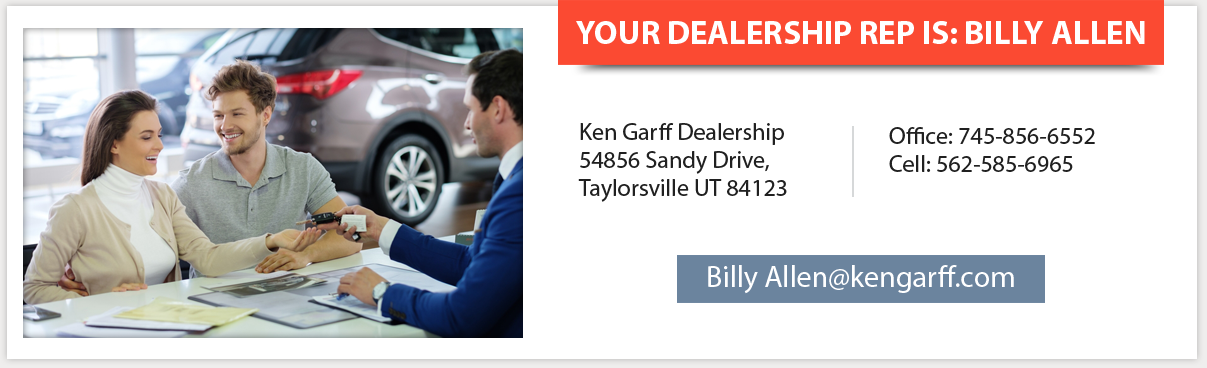 YOUR DEALERSHIP REP IS: BILLY ALLEN
Ken Garff Dealership
54856 Sandy Drive,
Taylorsville UT 84123
Office: 745-856-6552
Cell: 562-585-6965
Billy Allen@kengarff.com